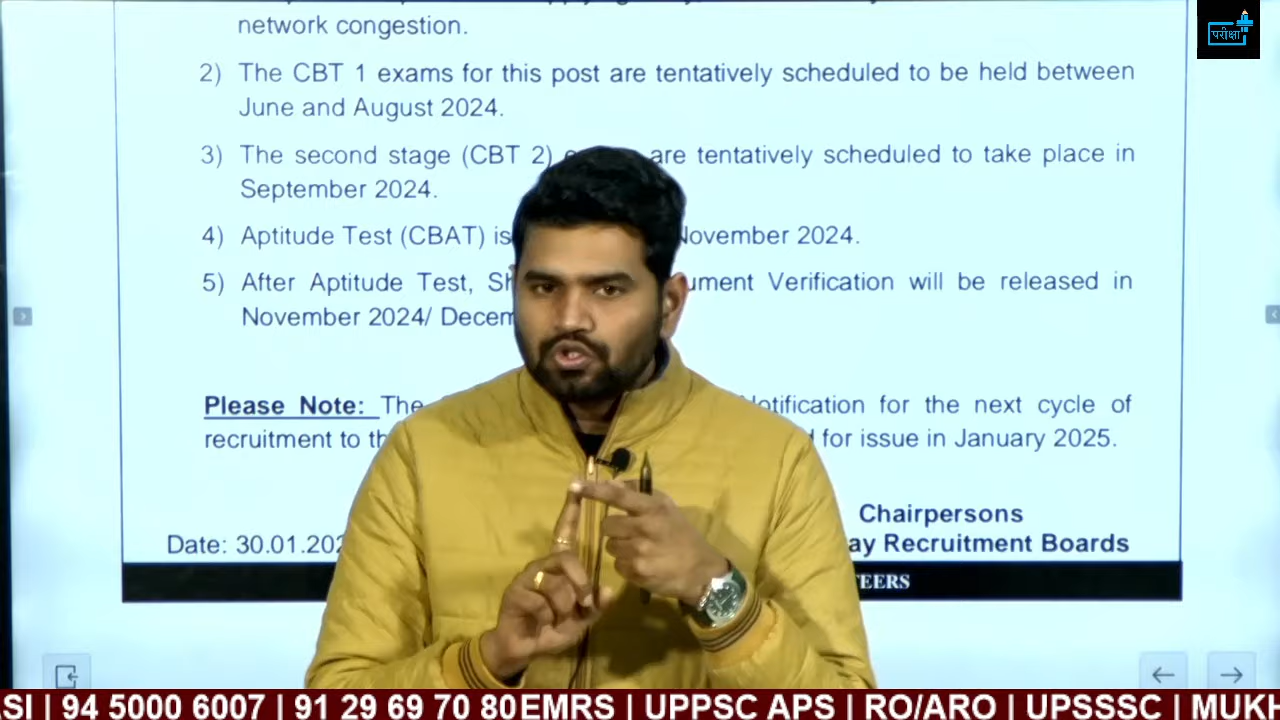 network congestion.
परीक्षा
2) The CBT 1 exams for this post are tentatively scheduled to be held between
June and August 2024.
3) The second stage (CBT 2) are tentatively scheduled to take place in
September 2024.
4) Aptitude Test (CBAT) is November 2024.
5) After Aptitude Test, Sh ument Verification will be released in
November 2024/ Decem
Please Note: The otification for the next cycle of
recruitment to th d for issue in January 2025.
Chairpersons
Date: 30.01.202 ay Recruitment Boards
TEERS
SI | 94 5000 6007 | 91 29 69 70 80EMRS | UPPSC APS | RO/ARO | UPSSSC | MUKH